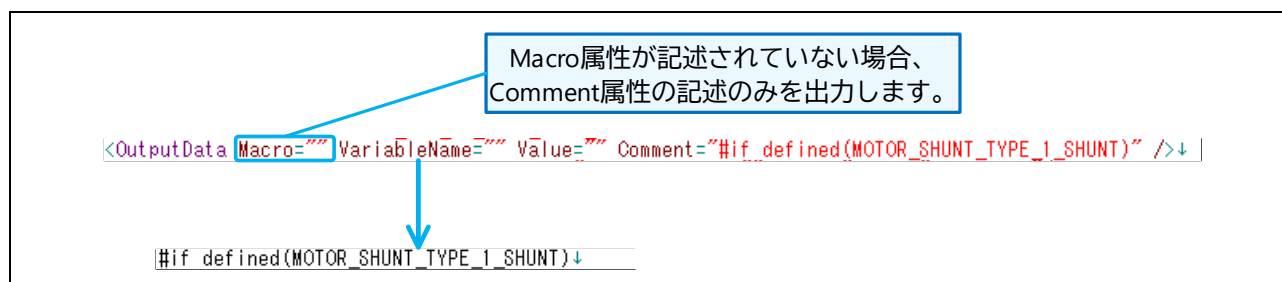 Macro属性が記述されていない場合、
Comment属性の記述のみを出力します。
<OutputData Macro="" VariableName="" Value="" Comment="#if defined(MOTOR_SHUNT_TYPE_1_SHUNT)" />↓
#if defined(MOTOR_SHUNT_TYPE_1_SHUNT)↓